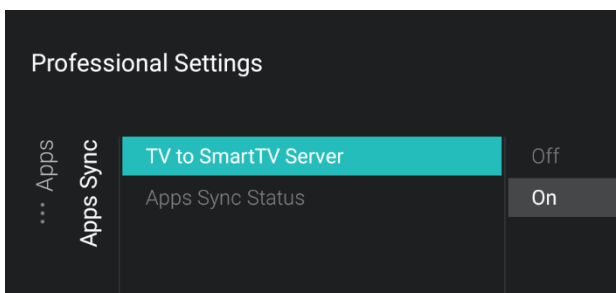 Professional Settings
... Apps
Apps Sync
TV to SmartTV Server
Off
Apps Sync Status
On